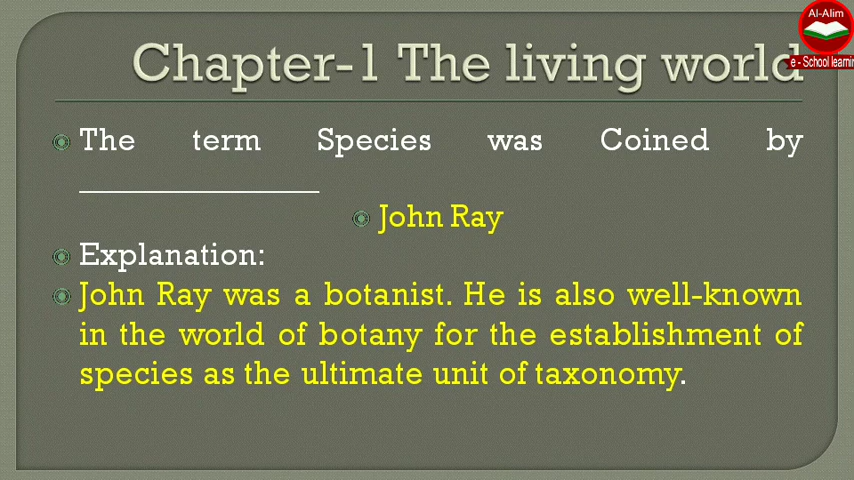 Al-Alim
Chapter-1 The living world
e - School learnin
The term Species was Coined by
_______________
John Ray
Explanation:
John Ray was a botanist. He is also well-known
in the world of botany for the establishment of
species as the ultimate unit of taxonomy.